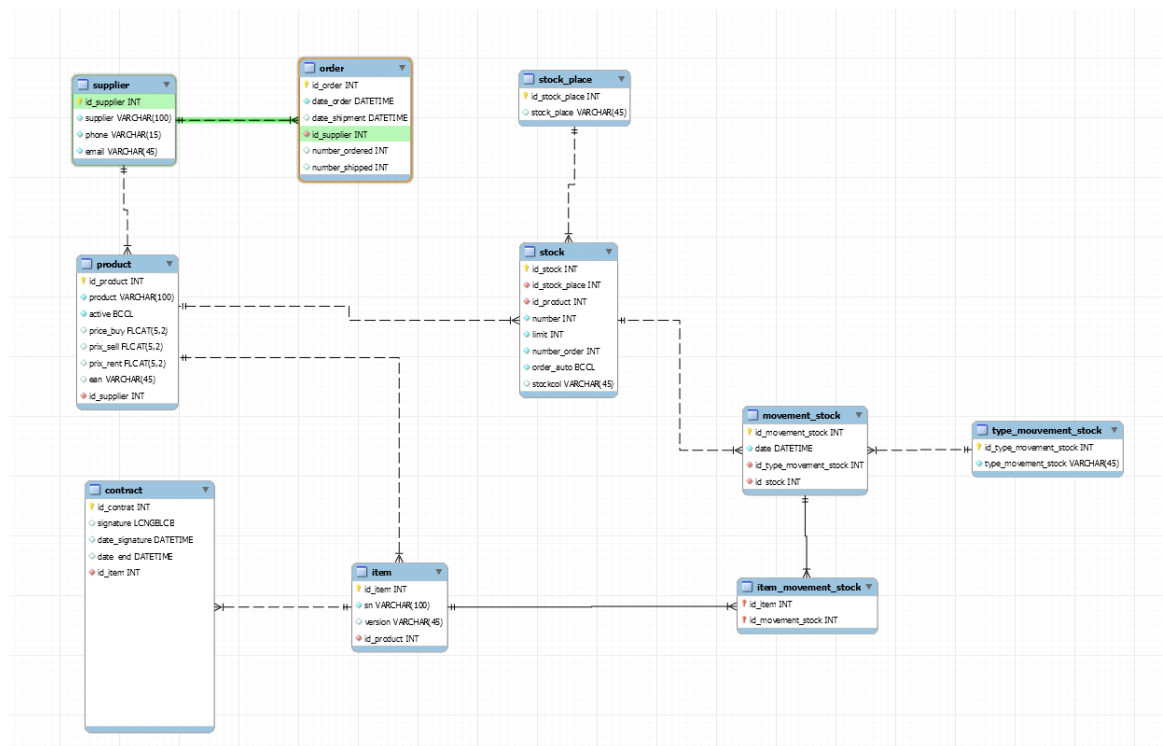 supplier
id_supplier INT
supplier VARCHAR(100)
phone VARCHAR(15)
email VARCHAR(45)
order
id_order INT
date_order DATETIME
date_shipment DATETIME
id_supplier INT
number_ordered INT
number_shipped INT
stock_place
id_stock_place INT
stock_place VARCHAR(45)
product
id_product INT
product VARCHAR(100)
active BOOL
price_buy FLOAT(5,2)
prix_sell FLOAT(5,2)
prix_rent FLOAT(5,2)
ean VARCHAR(45)
id_supplier INT
stock
id_stock INT
id_stock_place INT
id_product INT
number INT
limit INT
number_order INT
order_auto BOOL
stockcol VARCHAR(45)
movement_stock
id_movement_stock INT
date DATETIME
id_type_movement_stock INT
id_stock INT
type_mouvement_stock
id_type_movement_stock INT
type_movement_stock VARCHAR(45)
contract
id_contrat INT
signature LONGBLOB
date_signature DATETIME
date_end DATETIME
id_item INT
item
id_item INT
sn VARCHAR(100)
version VARCHAR(45)
id_product INT
item_movement_stock
id_item INT
id_movement_stock INT